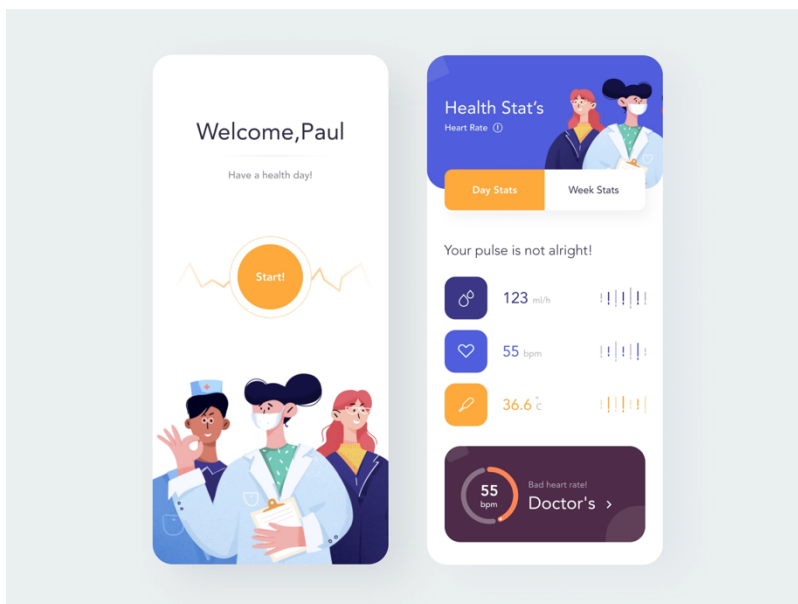 Welcome,Paul
Have a health day!
Start!
Health Stat's
Heart Rate
Day Stats
Week Stats
Your pulse is not alright!
123 ml/h
55 bpm
36.6 °C
55
bpm
Bad heart rate!
Doctor's >